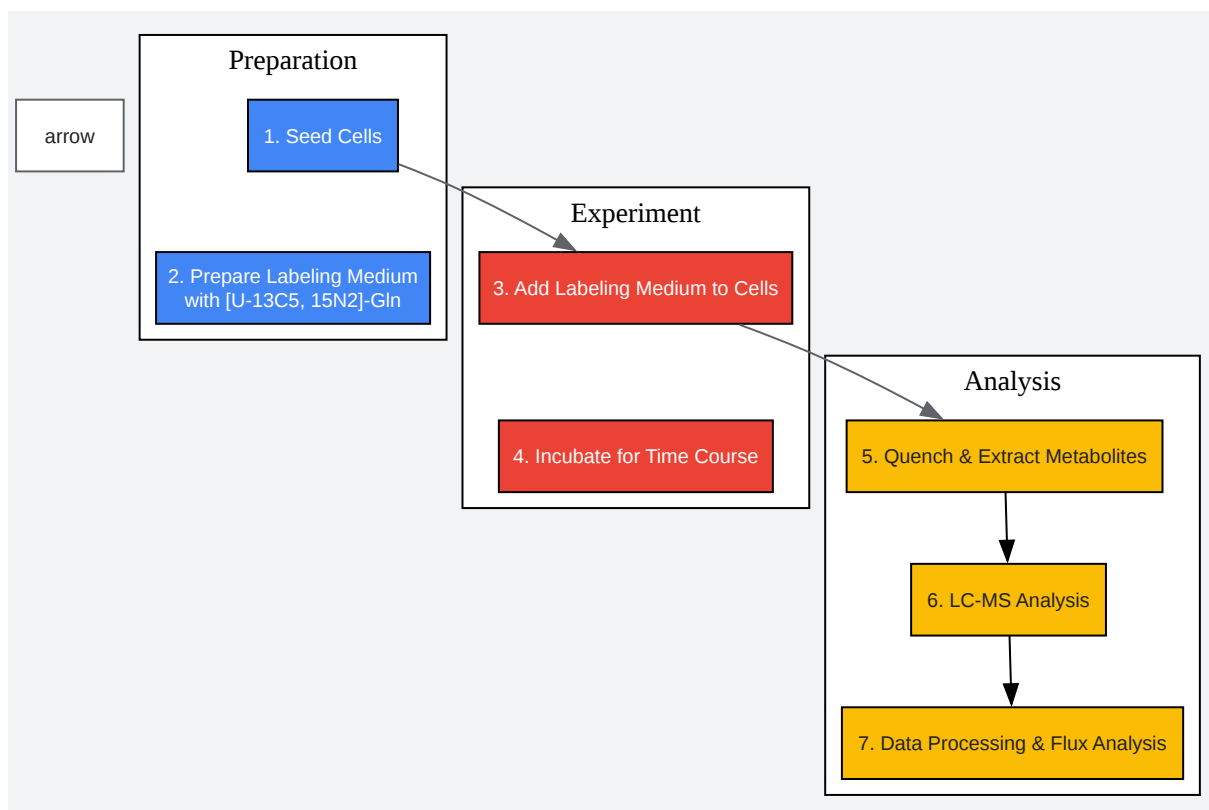 Preparation
arrow
1. Seed Cells
2. Prepare Labeling Medium
with [U-13C5, 15N2]-Gln
Experiment
3. Add Labeling Medium to Cells
4. Incubate for Time Course
Analysis
5. Quench & Extract Metabolites
6. LC-MS Analysis
7. Data Processing & Flux Analysis